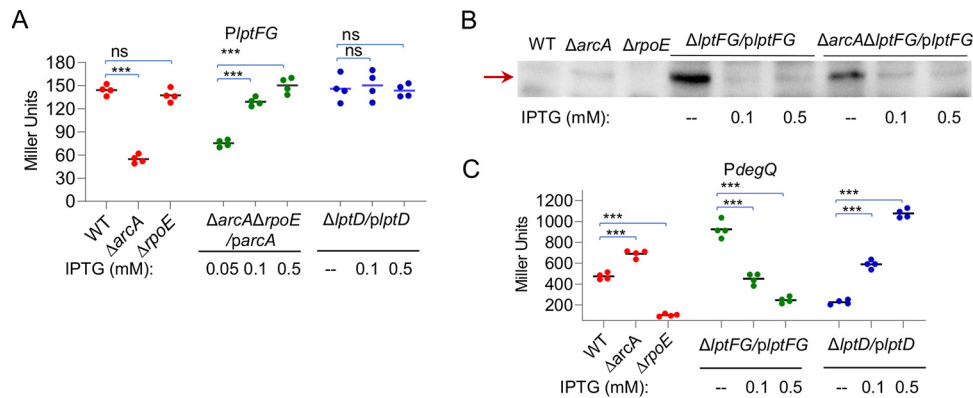 A
PlptFG
ns
***
***
***
ns
ns
180
150
120
90
60
30
0
Miller Units
WT
ΔarcA
ΔrpoE
ΔarcAΔrpoE
/parcA
ΔlptD/plptD
IPTG (mM):
0.05 0.1 0.5
-- 0.1 0.5
B
WT ΔarcA ΔrpoE ΔlptFG/plptFG ΔarcAΔlptFG/plptFG
IPTG (mM): -- 0.1 0.5 -- 0.1 0.5
C
PdegQ
***
***
***
***
***
***
1200
1000
800
600
400
200
Miller Units
WT
ΔarcA
ΔrpoE
ΔlptFG/plptFG
ΔlptD/plptD
IPTG (mM): -- 0.1 0.5 -- 0.1 0.5